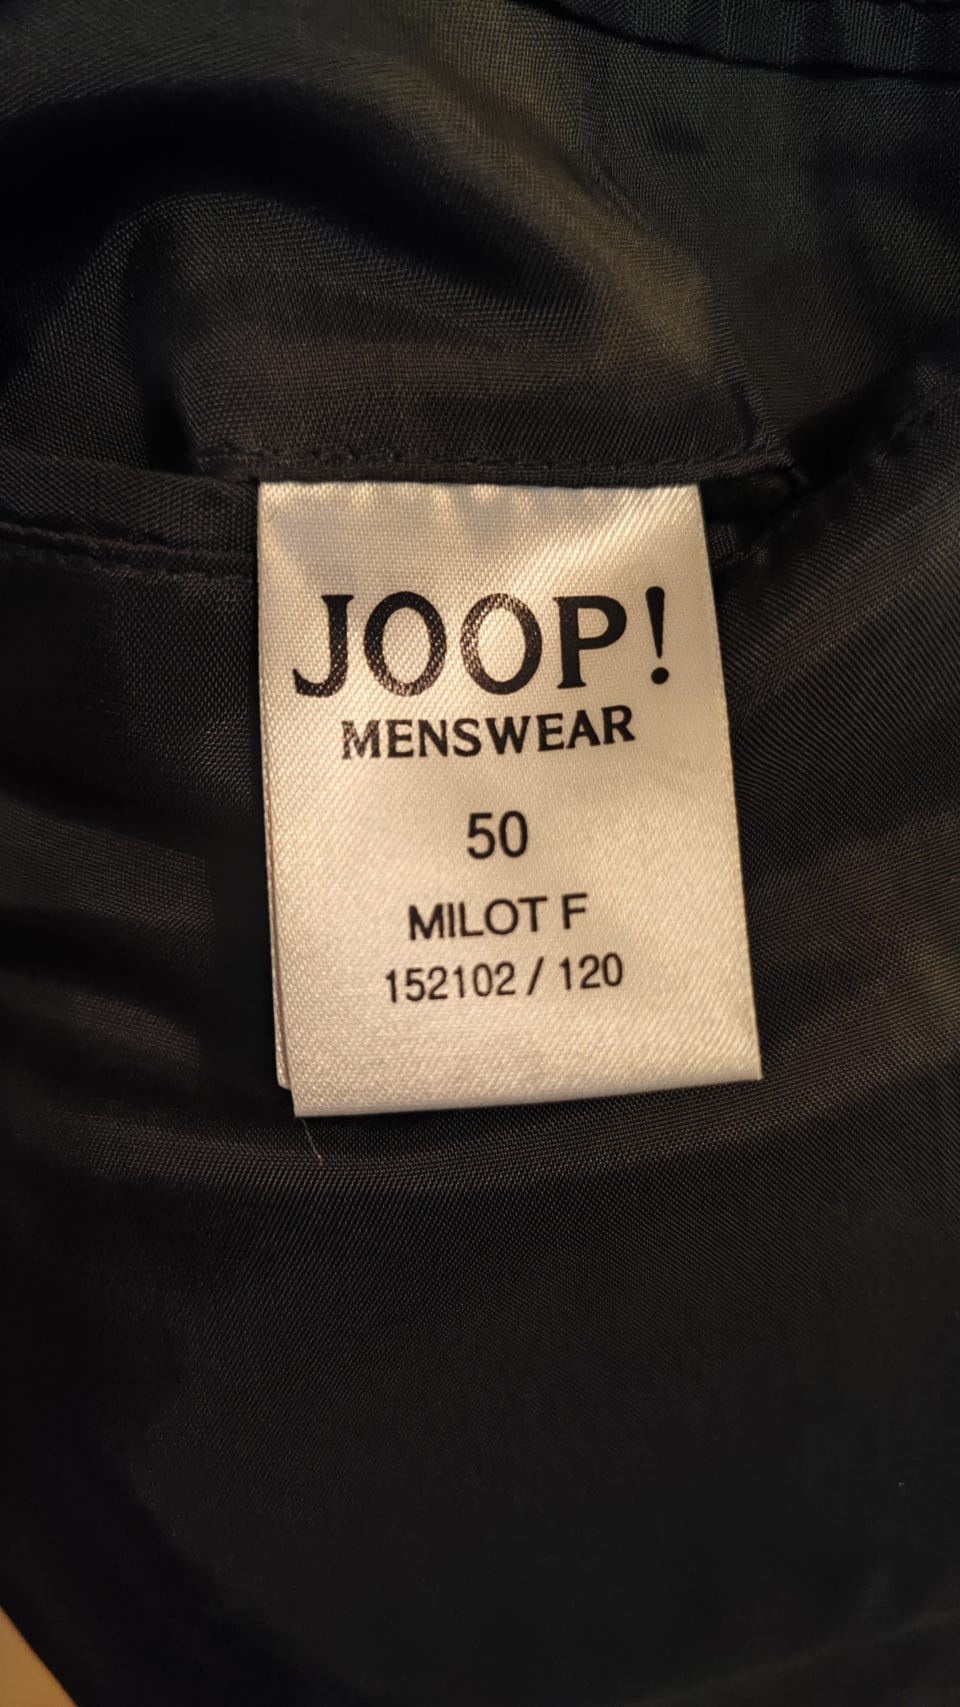 JOOP!
MENSWEAR
50
MILOT F
152102 / 120